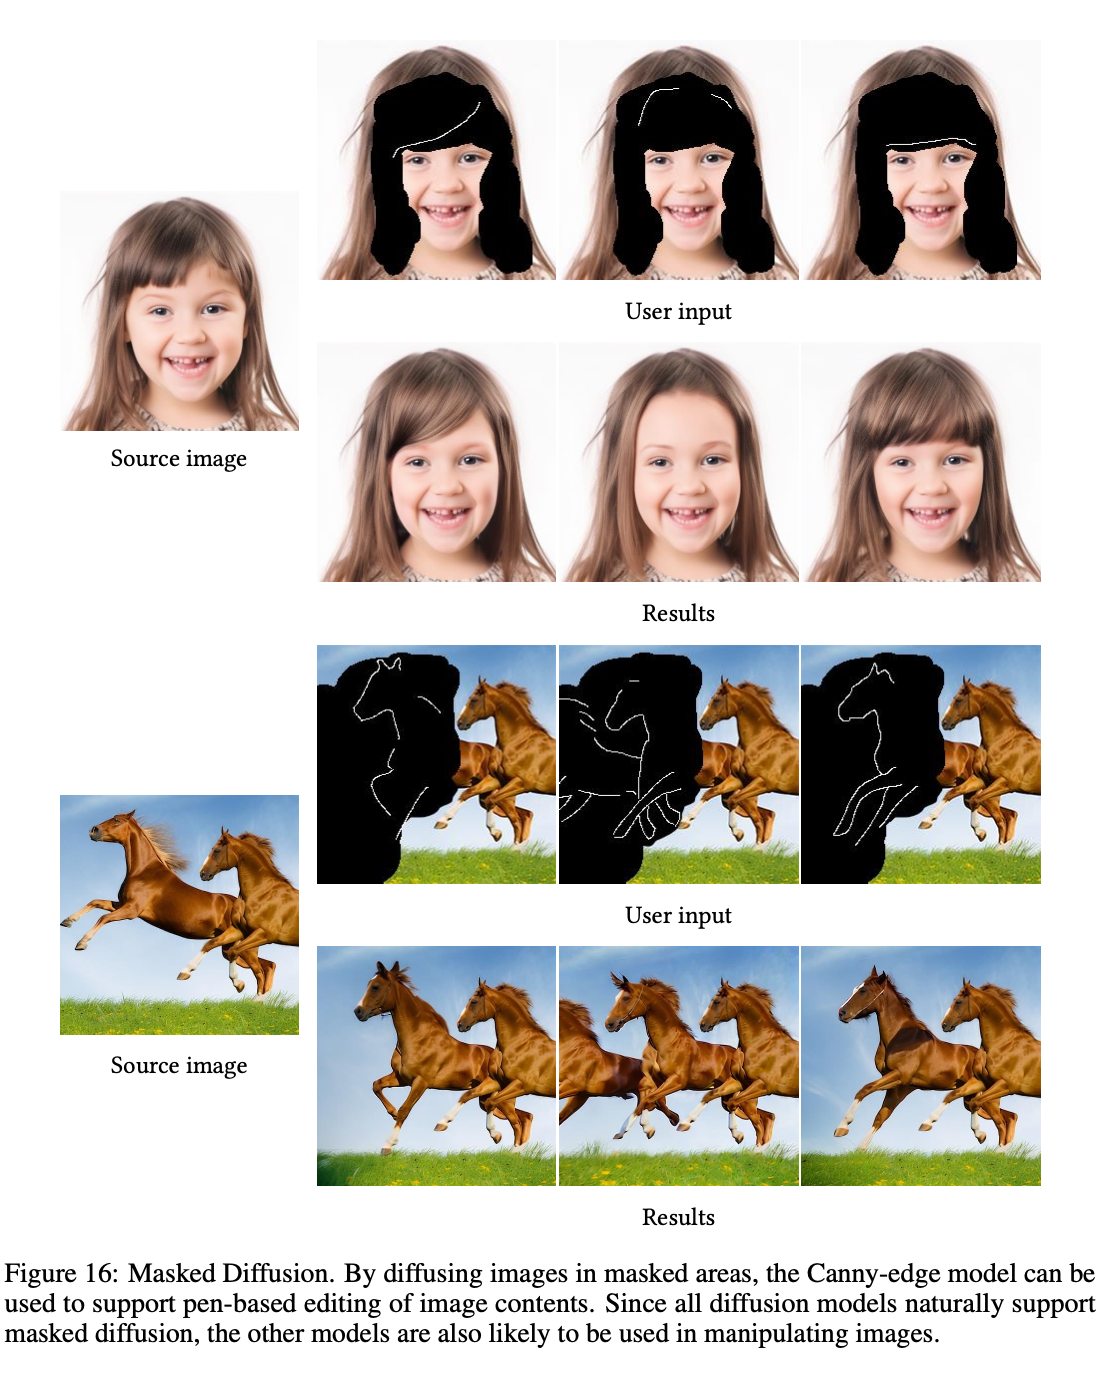 User input
Source image
Results
User input
Source image
Results
Figure 16: Masked Diffusion. By diffusing images in masked areas, the Canny-edge model can be
used to support pen-based editing of image contents. Since all diffusion models naturally support
masked diffusion, the other models are also likely to be used in manipulating images.